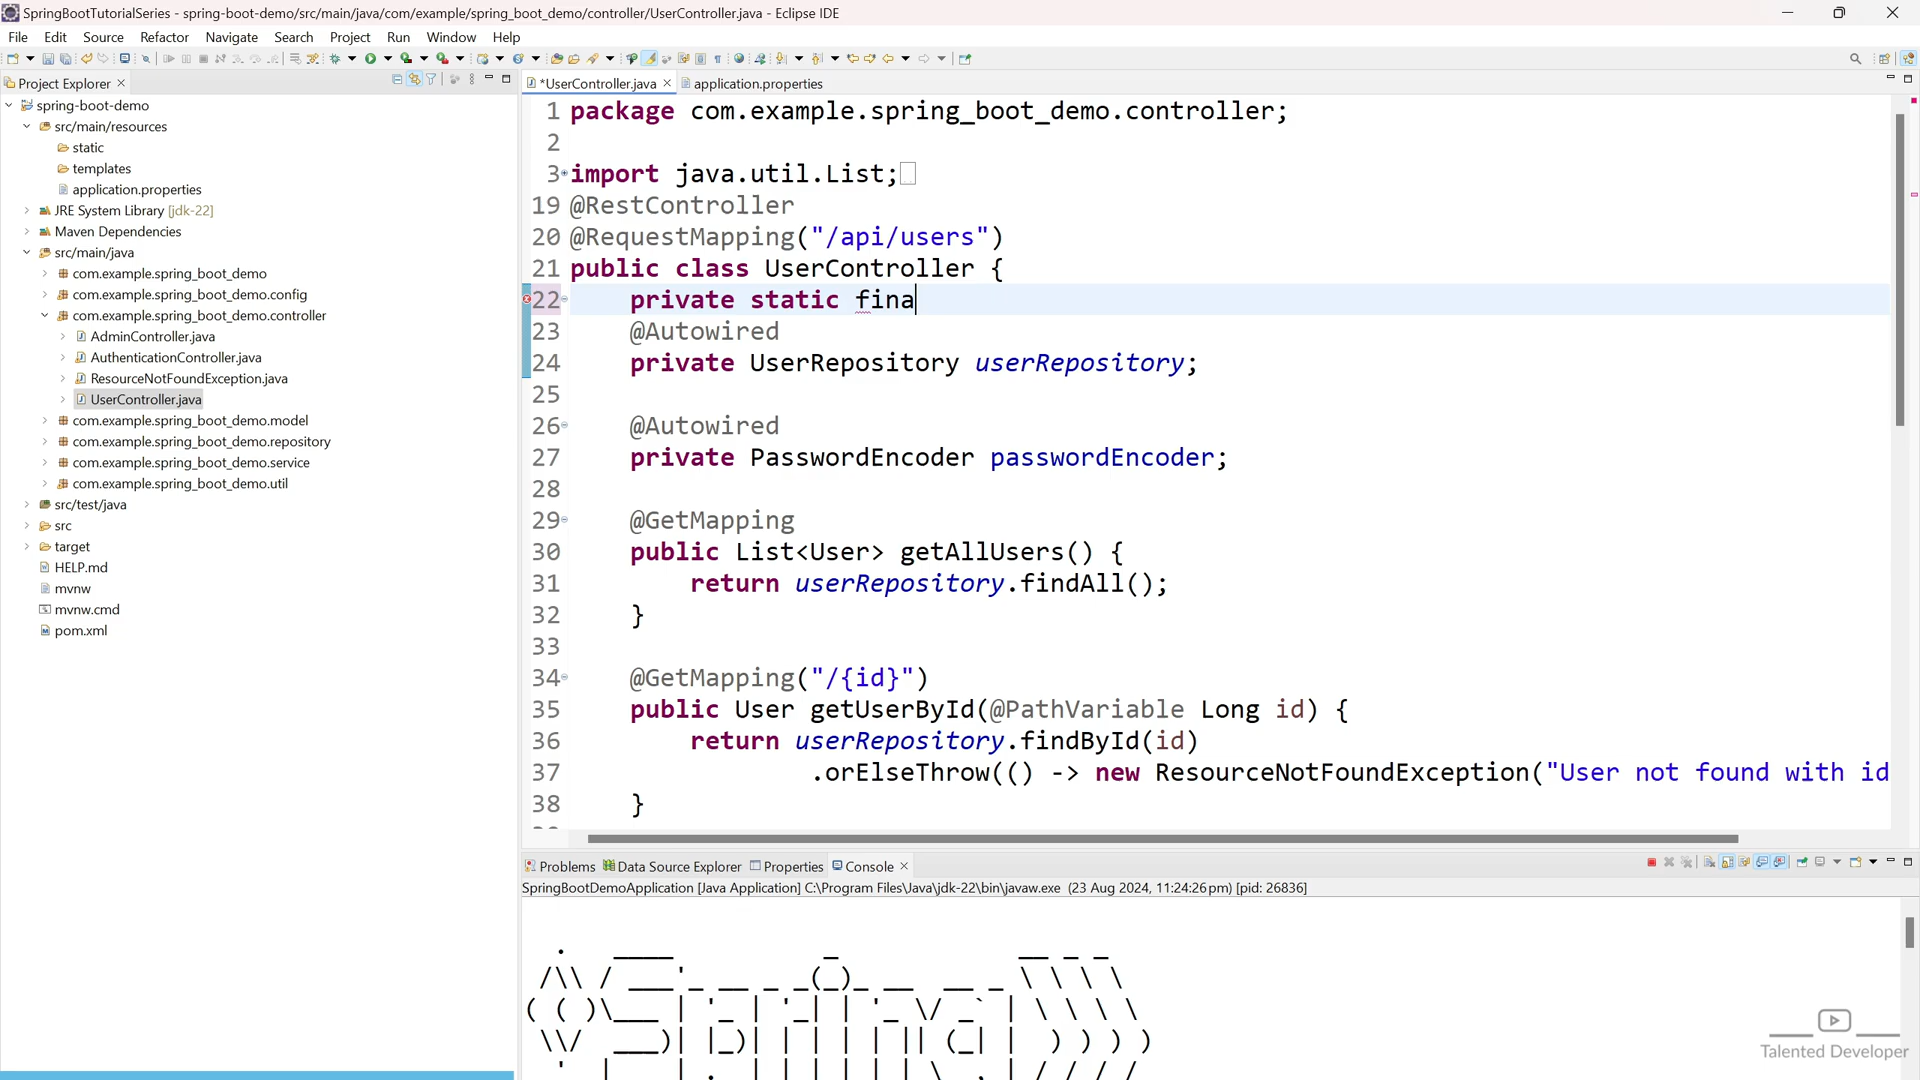 SpringBootTutorialSeries - spring-boot-demo/src/main/java/com/example/spring_boot_demo/controller/UserController.java - Eclipse IDE
File Edit Source Refactor Navigate Search Project Run Window Help
Project Explorer
*UserController.java
application.properties
spring-boot-demo
src/main/resources
static
templates
application.properties
JRE System Library [jdk-22]
Maven Dependencies
src/main/java
com.example.spring_boot_demo
com.example.spring_boot_demo.config
com.example.spring_boot_demo.controller
AdminController.java
AuthenticationController.java
ResourceNotFoundException.java
UserController.java
com.example.spring_boot_demo.model
com.example.spring_boot_demo.repository
com.example.spring_boot_demo.service
com.example.spring_boot_demo.util
src/test/java
src
target
HELP.md
mvnw
mvnw.cmd
pom.xml
1 package com.example.spring_boot_demo.controller;
2
3 import java.util.List;
19 @RestController
20 @RequestMapping("/api/users")
21 public class UserController {
22 private static fina
23 @Autowired
24 private UserRepository userRepository;
25
26 @Autowired
27 private PasswordEncoder passwordEncoder;
28
29 @GetMapping
30 public List<User> getAllUsers() {
31 return userRepository.findAll();
32 }
33
34 @GetMapping("/{id}")
35 public User getUserById(@PathVariable Long id) {
36 return userRepository.findById(id)
37 .orElseThrow(() -> new ResourceNotFoundException("User not found with id
38 }
Problems Data Source Explorer Properties Console
SpringBootDemoApplication [Java Application] C:\Program Files\Java\jdk-22\bin\javaw.exe (23 Aug 2024, 11:24:26 pm) [pid: 26836]
Spring
Talented Developer